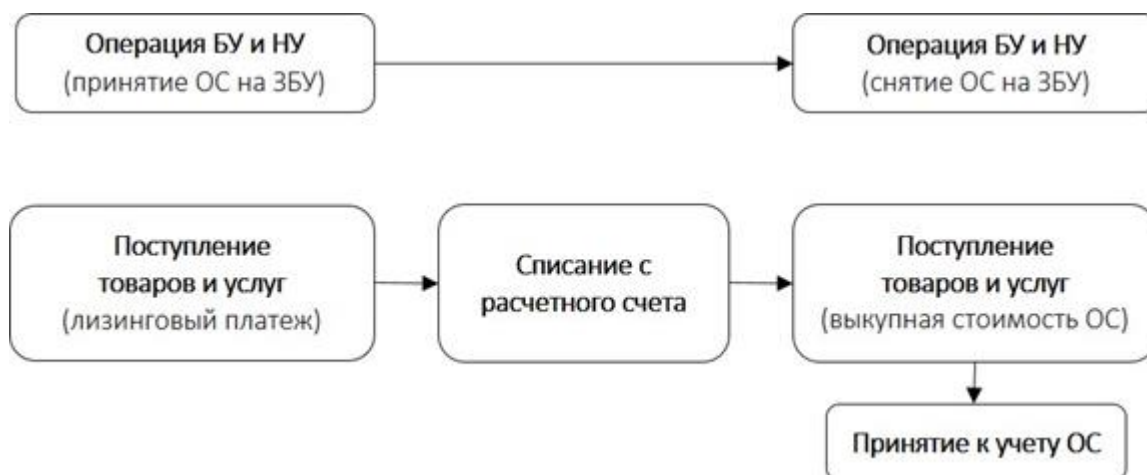 Операция БУ и НУ
(принятие ОС на ЗБУ)
Операция БУ и НУ
(снятие ОС на ЗБУ)
Поступление
товаров и услуг
(лизинговый платеж)
Списание с
расчетного счета
Поступление
товаров и услуг
(выкупная стоимость ОС)
Принятие к учету ОС